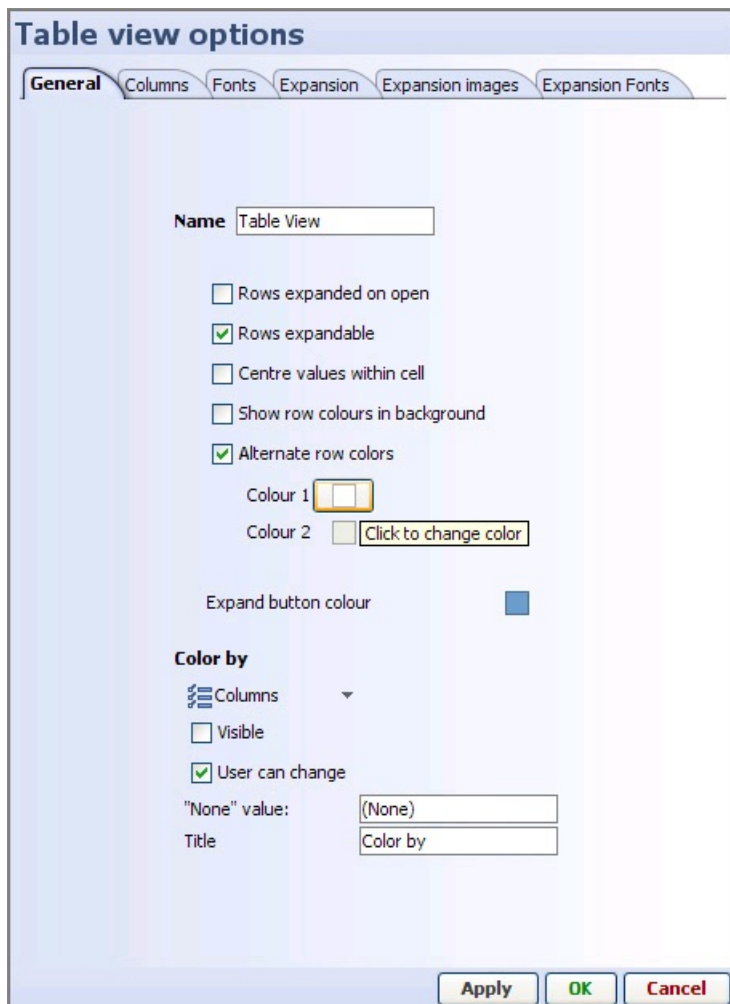 Table view options
General Columns Fonts Expansion Expansion images Expansion Fonts
Name Table View
Rows expanded on open
Rows expandable
Centre values within cell
Show row colours in background
Alternate row colors
Colour 1
Colour 2 Click to change color
Expand button colour
Color by
Columns
Visible
User can change
"None" value: (None)
Title Color by
Apply OK Cancel